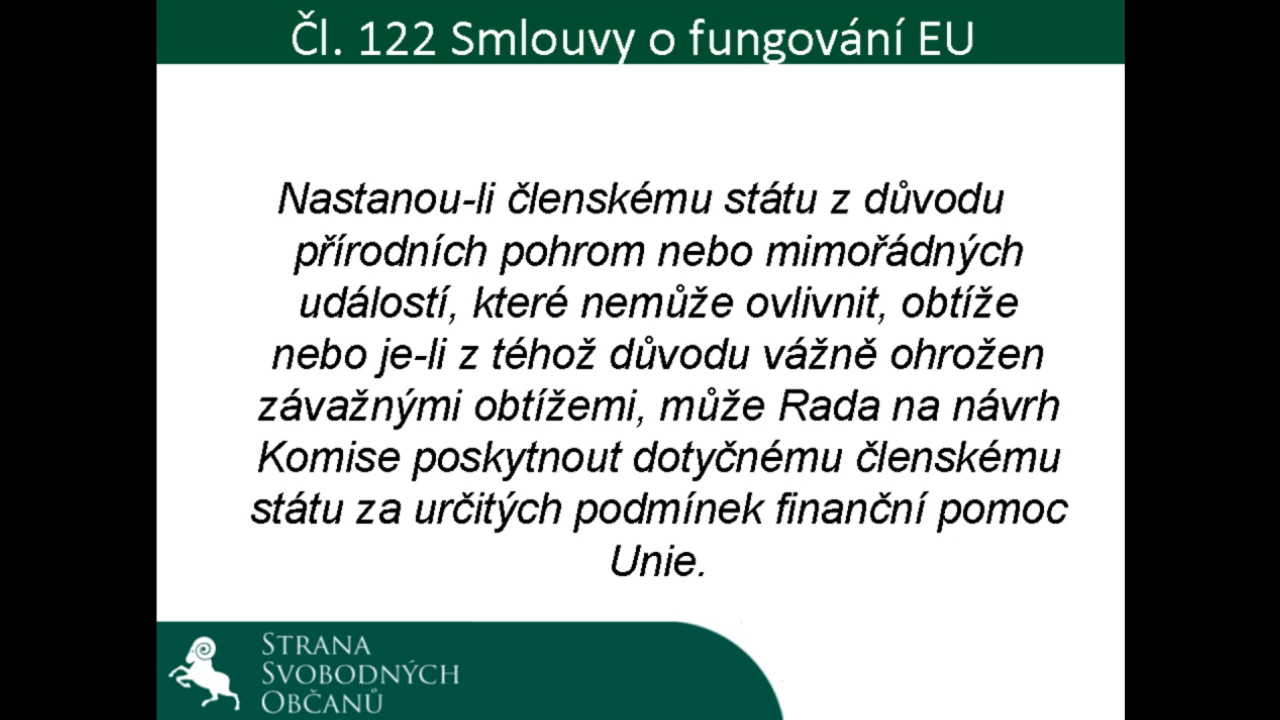 Čl. 122 Smlouvy o fungování EU
Nastanou-li členskému státu z důvodu
přírodních pohrom nebo mimořádných
událostí, které nemůže ovlivnit, obtíže
nebo je-li z téhož důvodu vážně ohrožen
závažnými obtížemi, může Rada na návrh
Komise poskytnout dotyčnému členskému
státu za určitých podmínek finanční pomoc
Unie.
STRANA
SVOBODNÝCH
OBČANŮ